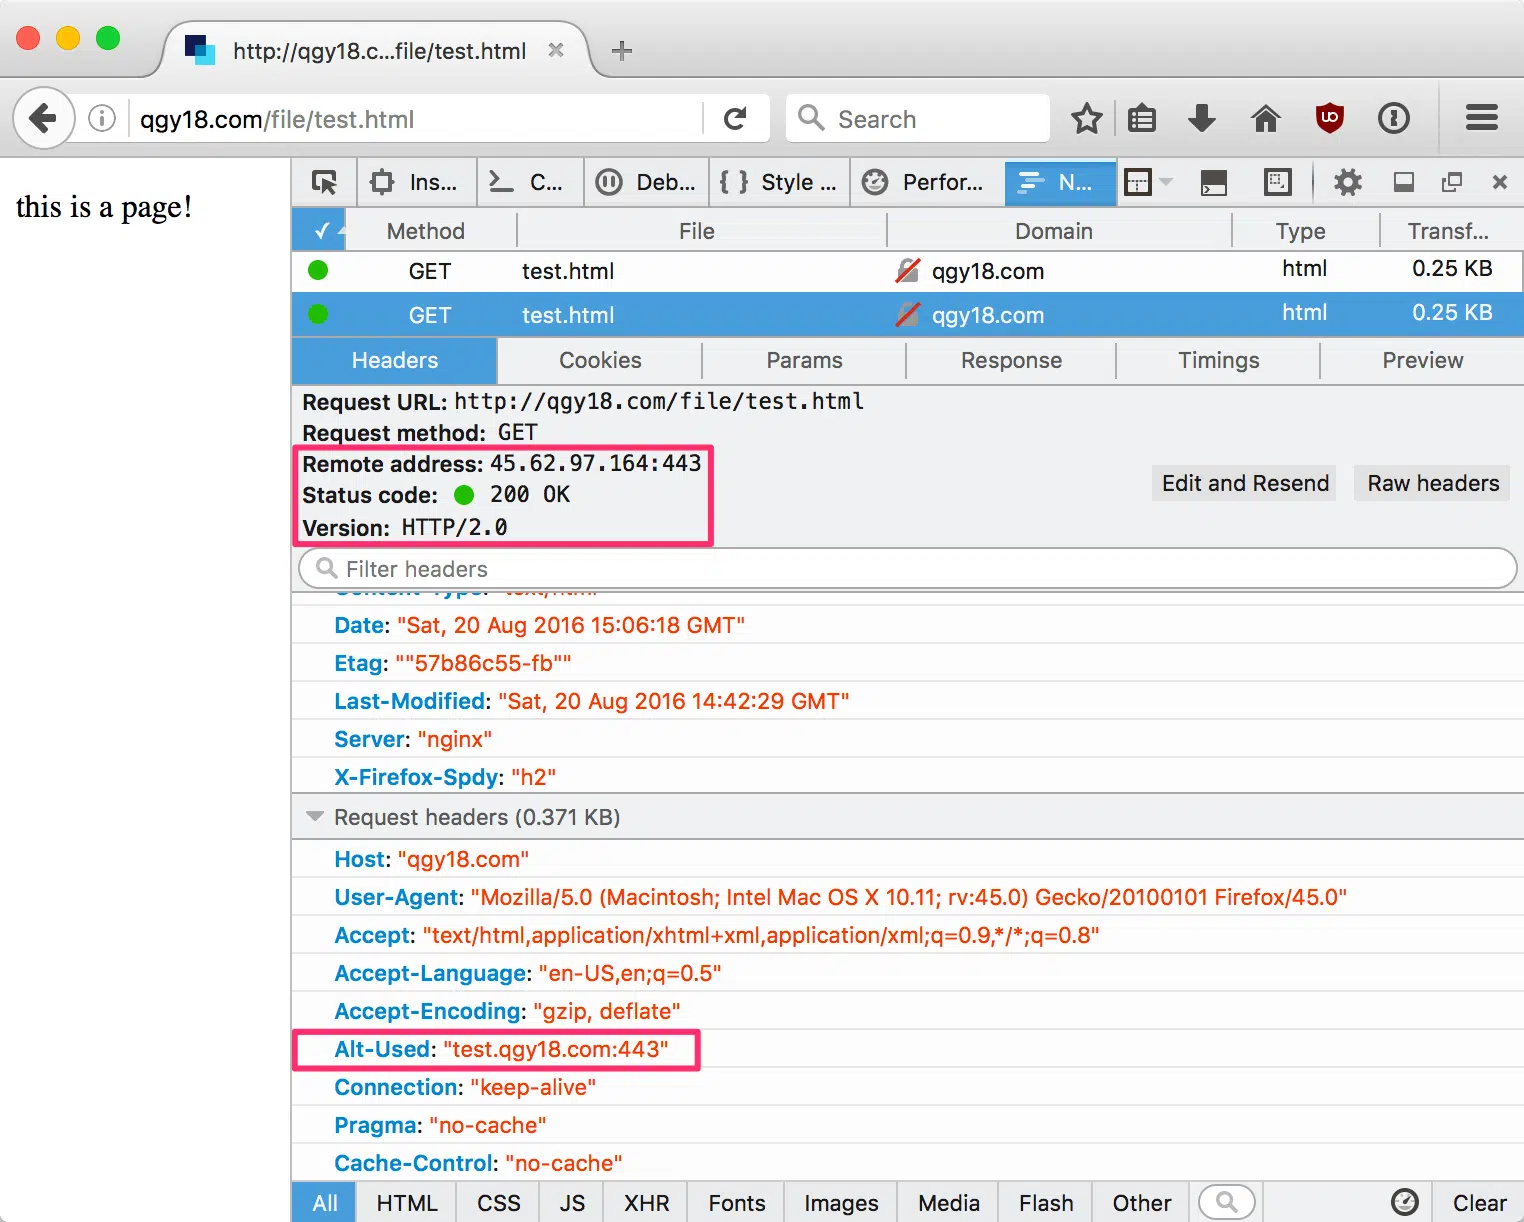 http://qgy18.c...file/test.html
qgy18.com/file/test.html
Search
this is a page!
Ins... C... Deb... { } Style ... Perfor... N...
✓ Method File Domain Type Transf...
GET test.html qgy18.com html 0.25 KB
GET test.html qgy18.com html 0.25 KB
Headers Cookies Params Response Timings Preview
Request URL: http://qgy18.com/file/test.html
Request method: GET
Remote address: 45.62.97.164:443
Status code: 200 OK
Version: HTTP/2.0
Edit and Resend Raw headers
Filter headers
Content-Type: "text/html"
Date: "Sat, 20 Aug 2016 15:06:18 GMT"
Etag: ""57b86c55-fb""
Last-Modified: "Sat, 20 Aug 2016 14:42:29 GMT"
Server: "nginx"
X-Firefox-Spdy: "h2"
Request headers (0.371 KB)
Host: "qgy18.com"
User-Agent: "Mozilla/5.0 (Macintosh; Intel Mac OS X 10.11; rv:45.0) Gecko/20100101 Firefox/45.0"
Accept: "text/html,application/xhtml+xml,application/xml;q=0.9,*/*;q=0.8"
Accept-Language: "en-US,en;q=0.5"
Accept-Encoding: "gzip, deflate"
Alt-Used: "test.qgy18.com:443"
Connection: "keep-alive"
Pragma: "no-cache"
Cache-Control: "no-cache"
All HTML CSS JS XHR Fonts Images Media Flash Other Clear